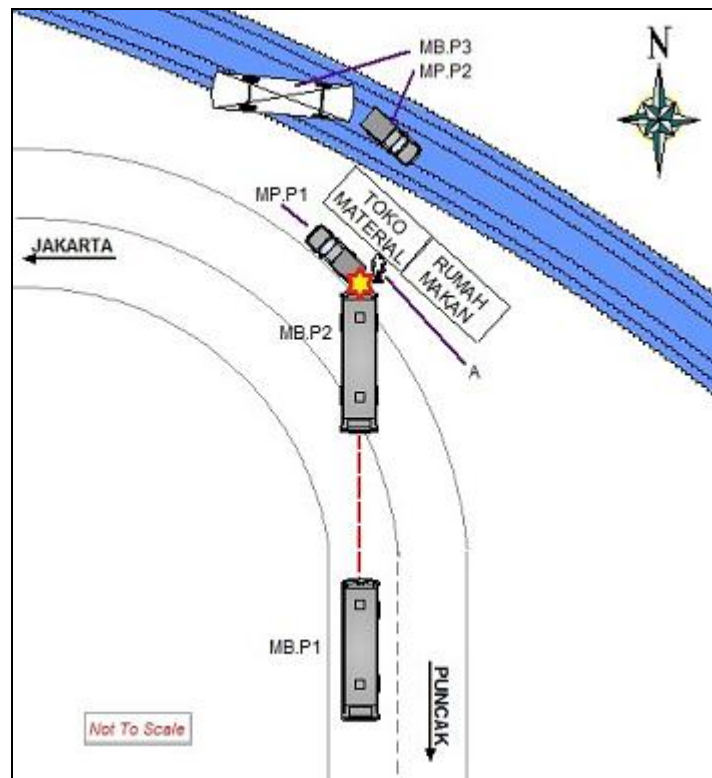 MB.P3
MP.P2
N
MP.P1
TOKO
MATERIAL
RUMAH
MAKAN
JAKARTA
MB.P2
A
MB.P1
PUNCAK
Not To Scale